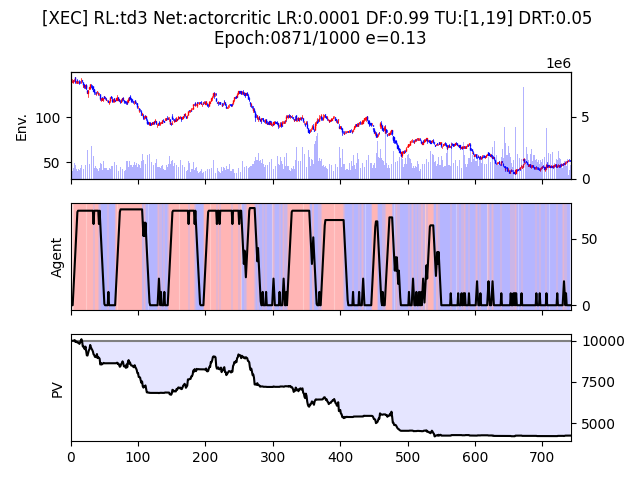 [XEC] RL:td3 Net:actorcritic LR:0.0001 DF:0.99 TU:[1,19] DRT:0.05
Epoch:0871/1000 e=0.13
1e6
Env.
100
50
5
0
Agent
50
0
PV
10000
7500
5000
0 100 200 300 400 500 600 700